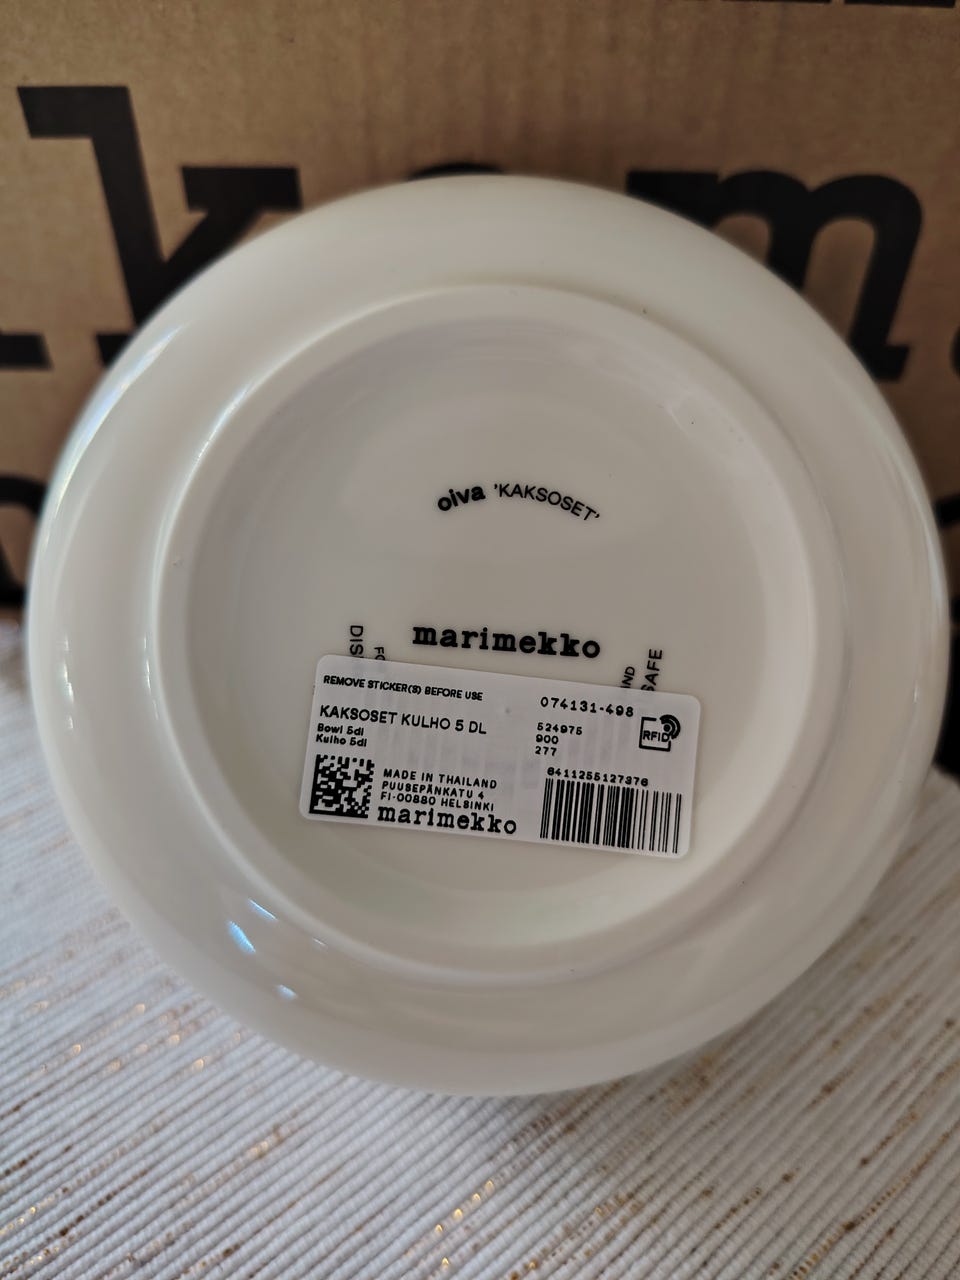 oiva 'KAKSOSET'
marimekko
SAFE
REMOVE STICKER(S) BEFORE USE
074131-498
KAKSOSET KULHO 5 DL
Bowl 5dl
Kulho 5dl
524975
900
277
RFID
MADE IN THAILAND
PUUSEPÄNKATU 4
FI-00880 HELSINKI
marimekko
6411255127376